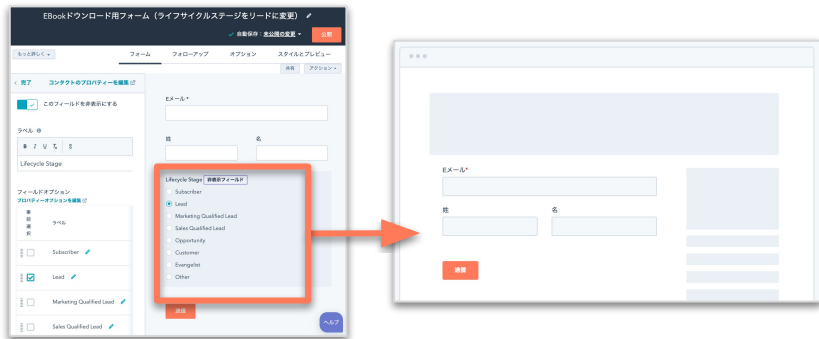 EBookドウンロード用フォーム（ライフサイクルステージをリードに変更）
自動保存：未公開の変更
公開
もっと詳しく
フォーム
フォローアップ
オプション
スタイルとプレビュー
共有
アクション
完了
コンタクトのプロパティーを編集
このフィールドを非表示にする
ラベル
B I U Tx
Lifecycle Stage
フィールドオプション
プロパティーオプションを編集
事前選択
ラベル
Subscriber
Lead
Marketing Qualified Lead
Sales Qualified Lead
Eメール*
姓
名
Lifecycle Stage 非表示フィールド
Subscriber
Lead
Marketing Qualified Lead
Sales Qualified Lead
Opportunity
Customer
Evangelist
Other
送信
ヘルプ
Eメール*
姓
名
送信